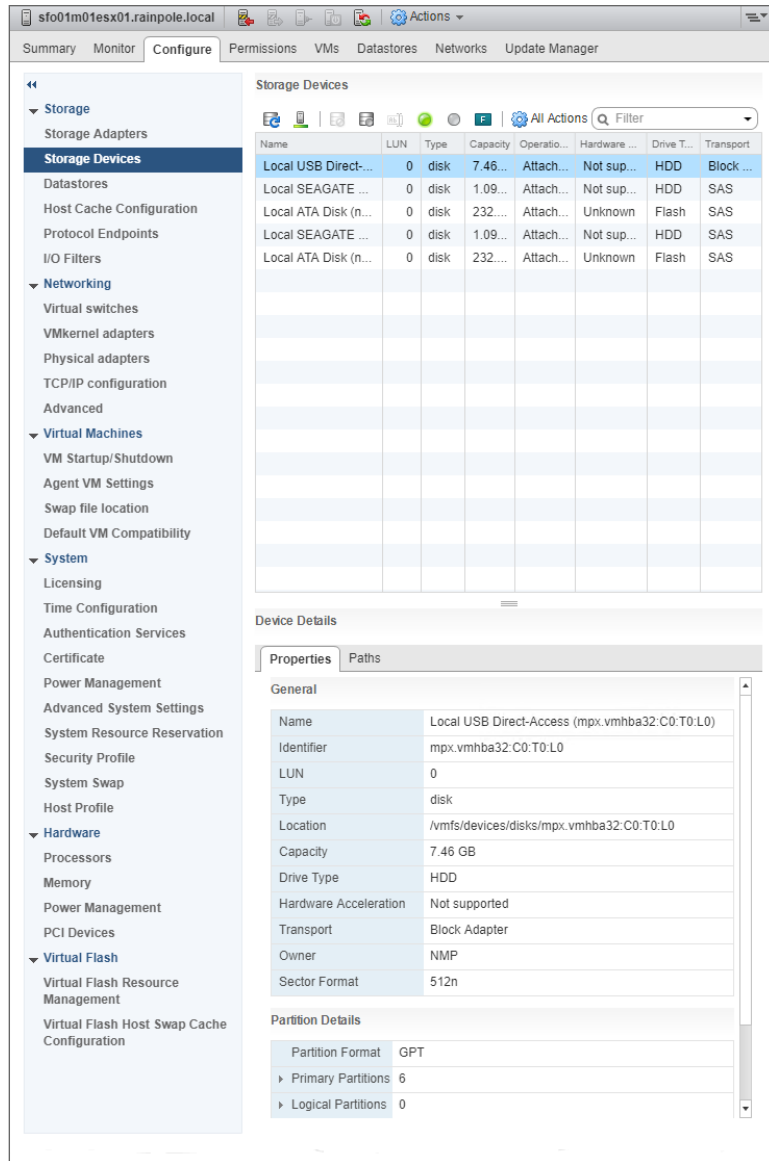 sfo01m01esx01.rainpole.local Actions
Summary Monitor Configure Permissions VMs Datastores Networks Update Manager
Storage
Storage Adapters
Storage Devices
Datastores
Host Cache Configuration
Protocol Endpoints
I/O Filters
Networking
Virtual switches
VMkernel adapters
Physical adapters
TCP/IP configuration
Advanced
Virtual Machines
VM Startup/Shutdown
Agent VM Settings
Swap file location
Default VM Compatibility
System
Licensing
Time Configuration
Authentication Services
Certificate
Power Management
Advanced System Settings
System Resource Reservation
Security Profile
System Swap
Host Profile
Hardware
Processors
Memory
Power Management
PCI Devices
Virtual Flash
Virtual Flash Resource
Management
Virtual Flash Host Swap Cache
Configuration
Storage Devices
F All Actions Filter
Name LUN Type Capacity Operatio... Hardware ... Drive T... Transport
Local USB Direct-... 0 disk 7.46... Attach... Not sup... HDD Block ...
Local SEAGATE ... 0 disk 1.09... Attach... Not sup... HDD SAS
Local ATA Disk (n... 0 disk 232.... Attach... Unknown Flash SAS
Local SEAGATE ... 0 disk 1.09... Attach... Not sup... HDD SAS
Local ATA Disk (n... 0 disk 232.... Attach... Unknown Flash SAS
Device Details
Properties Paths
General
Name Local USB Direct-Access (mpx.vmhba32:C0:T0:L0)
Identifier mpx.vmhba32:C0:T0:L0
LUN 0
Type disk
Location /vmfs/devices/disks/mpx.vmhba32:C0:T0:L0
Capacity 7.46 GB
Drive Type HDD
Hardware Acceleration Not supported
Transport Block Adapter
Owner NMP
Sector Format 512n
Partition Details
Partition Format GPT
Primary Partitions 6
Logical Partitions 0